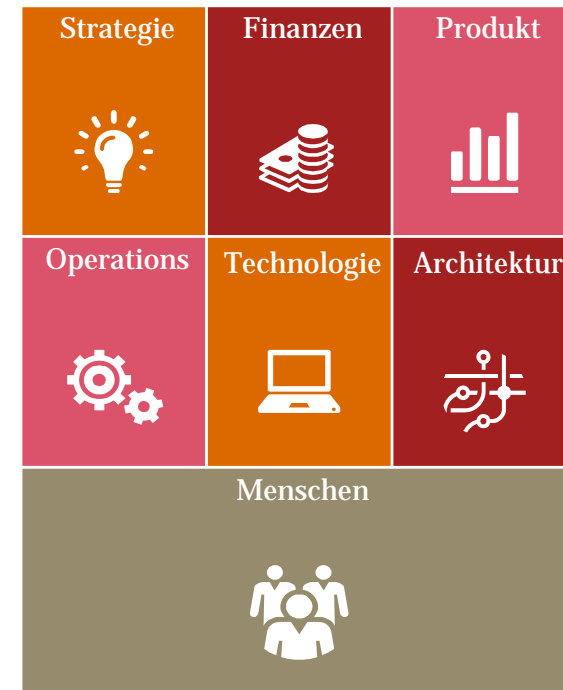 Strategie
Finanzen
Produkt
Operations
Technologie
Architektur
Menschen